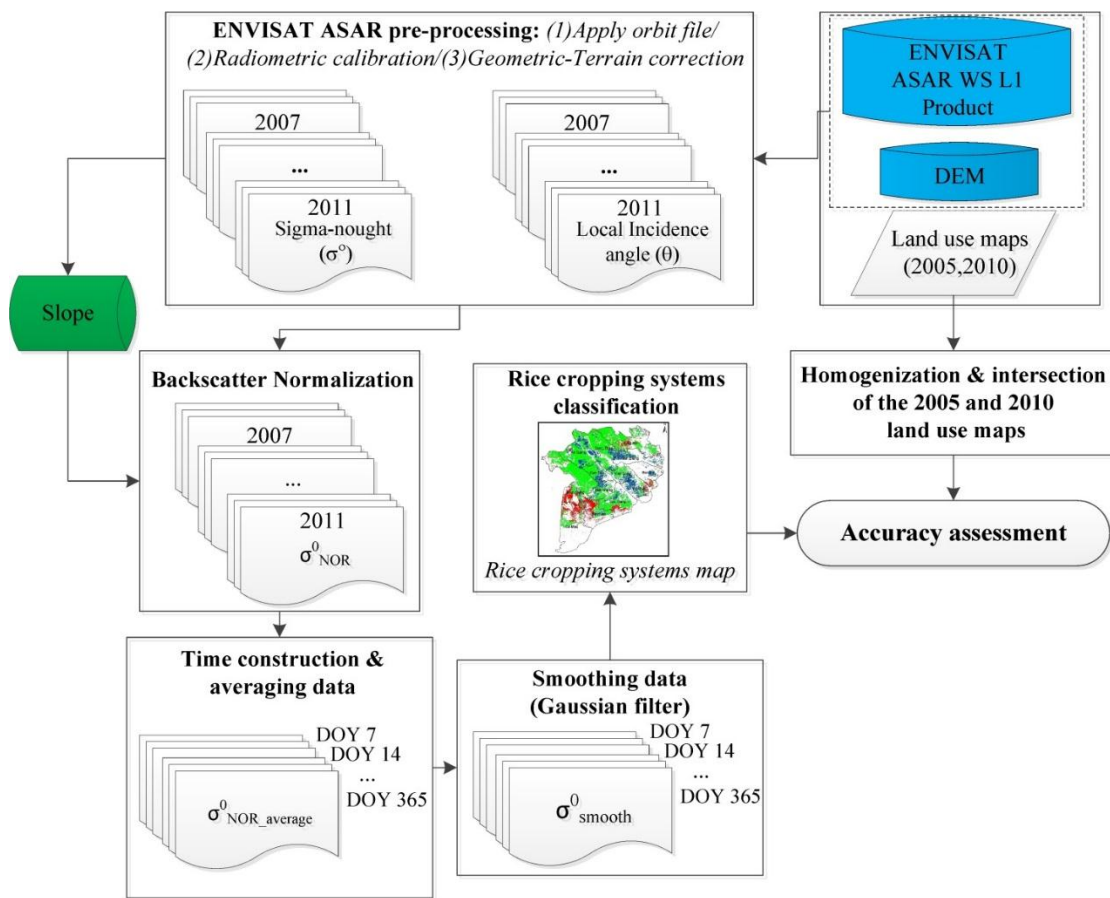 ENVISAT ASAR pre-processing: (1)Apply orbit file/
(2)Radiometric calibration/(3)Geometric-Terrain correction
2007
...
2011
Sigma-nought
(σ°)
2007
...
2011
Local Incidence
angle (θ)
ENVISAT
ASAR WS L1
Product
DEM
Land use maps
(2005,2010)
Slope
Backscatter Normalization
2007
...
2011
σ⁰NOR
Rice cropping systems
classification
Rice cropping systems map
Homogenization & intersection
of the 2005 and 2010
land use maps
Accuracy assessment
Time construction &
averaging data
DOY 7
DOY 14
...
DOY 365
σ⁰NOR_average
Smoothing data
(Gaussian filter)
DOY 7
DOY 14
...
DOY 365
σ⁰smooth